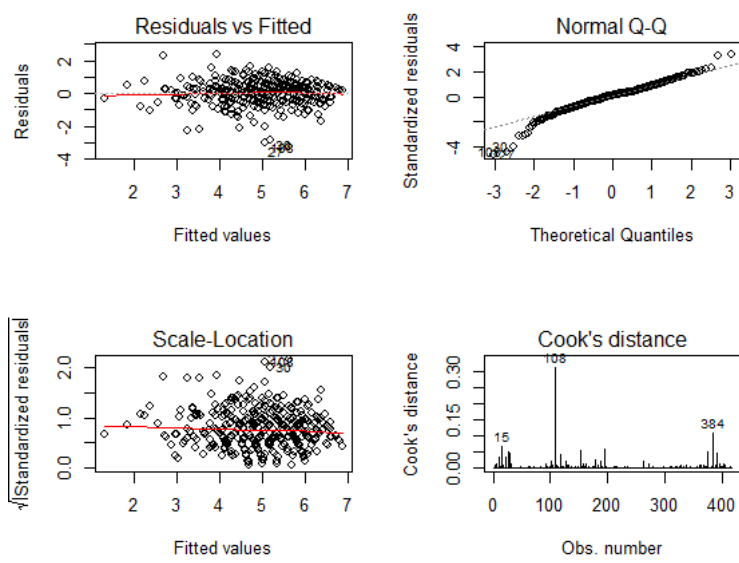 Residuals vs Fitted
Residuals
2
0
-2
-4
2 3 4 5 6 7
Fitted values
Normal Q-Q
Standardized residuals
4
0
-4
-3 -2 -1 0 1 2 3
Theoretical Quantiles
Scale-Location
√|Standardized residuals|
2.0
1.0
0.0
108
30
2 3 4 5 6 7
Fitted values
Cook's distance
Cook's distance
0.30
0.15
0.00
15
108
384
0 100 200 300 400
Obs. number